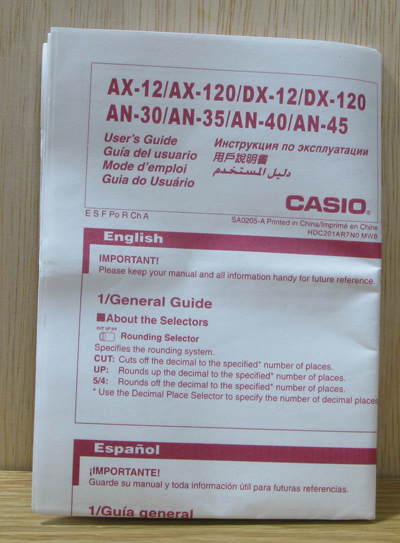 AX-12/AX-120/DX-12/DX-120
AN-30/AN-35/AN-40/AN-45
User's Guide
Guía del usuario
Mode d'emploi
Guia do Usuário
Инструкция по эксплуатации
用戶說明書
دليل المستخدم
CASIO®
E S F Po R Ch A
SA0205-A Printed in China/Imprimé en Chine
HDC201AR7N0 MWB
English
IMPORTANT!
Please keep your manual and all information handy for future reference.
1/General Guide
■About the Selectors
CUT UP 5/4
Rounding Selector
Specifies the rounding system.
CUT: Cuts off the decimal to the specified* number of places.
UP: Rounds up the decimal to the specified* number of places.
5/4: Rounds off the decimal to the specified* number of places.
* Use the Decimal Place Selector to specify the number of decimal places
Español
¡IMPORTANTE!
Guarde su manual y toda información útil para futuras referencias.
1/Guía general